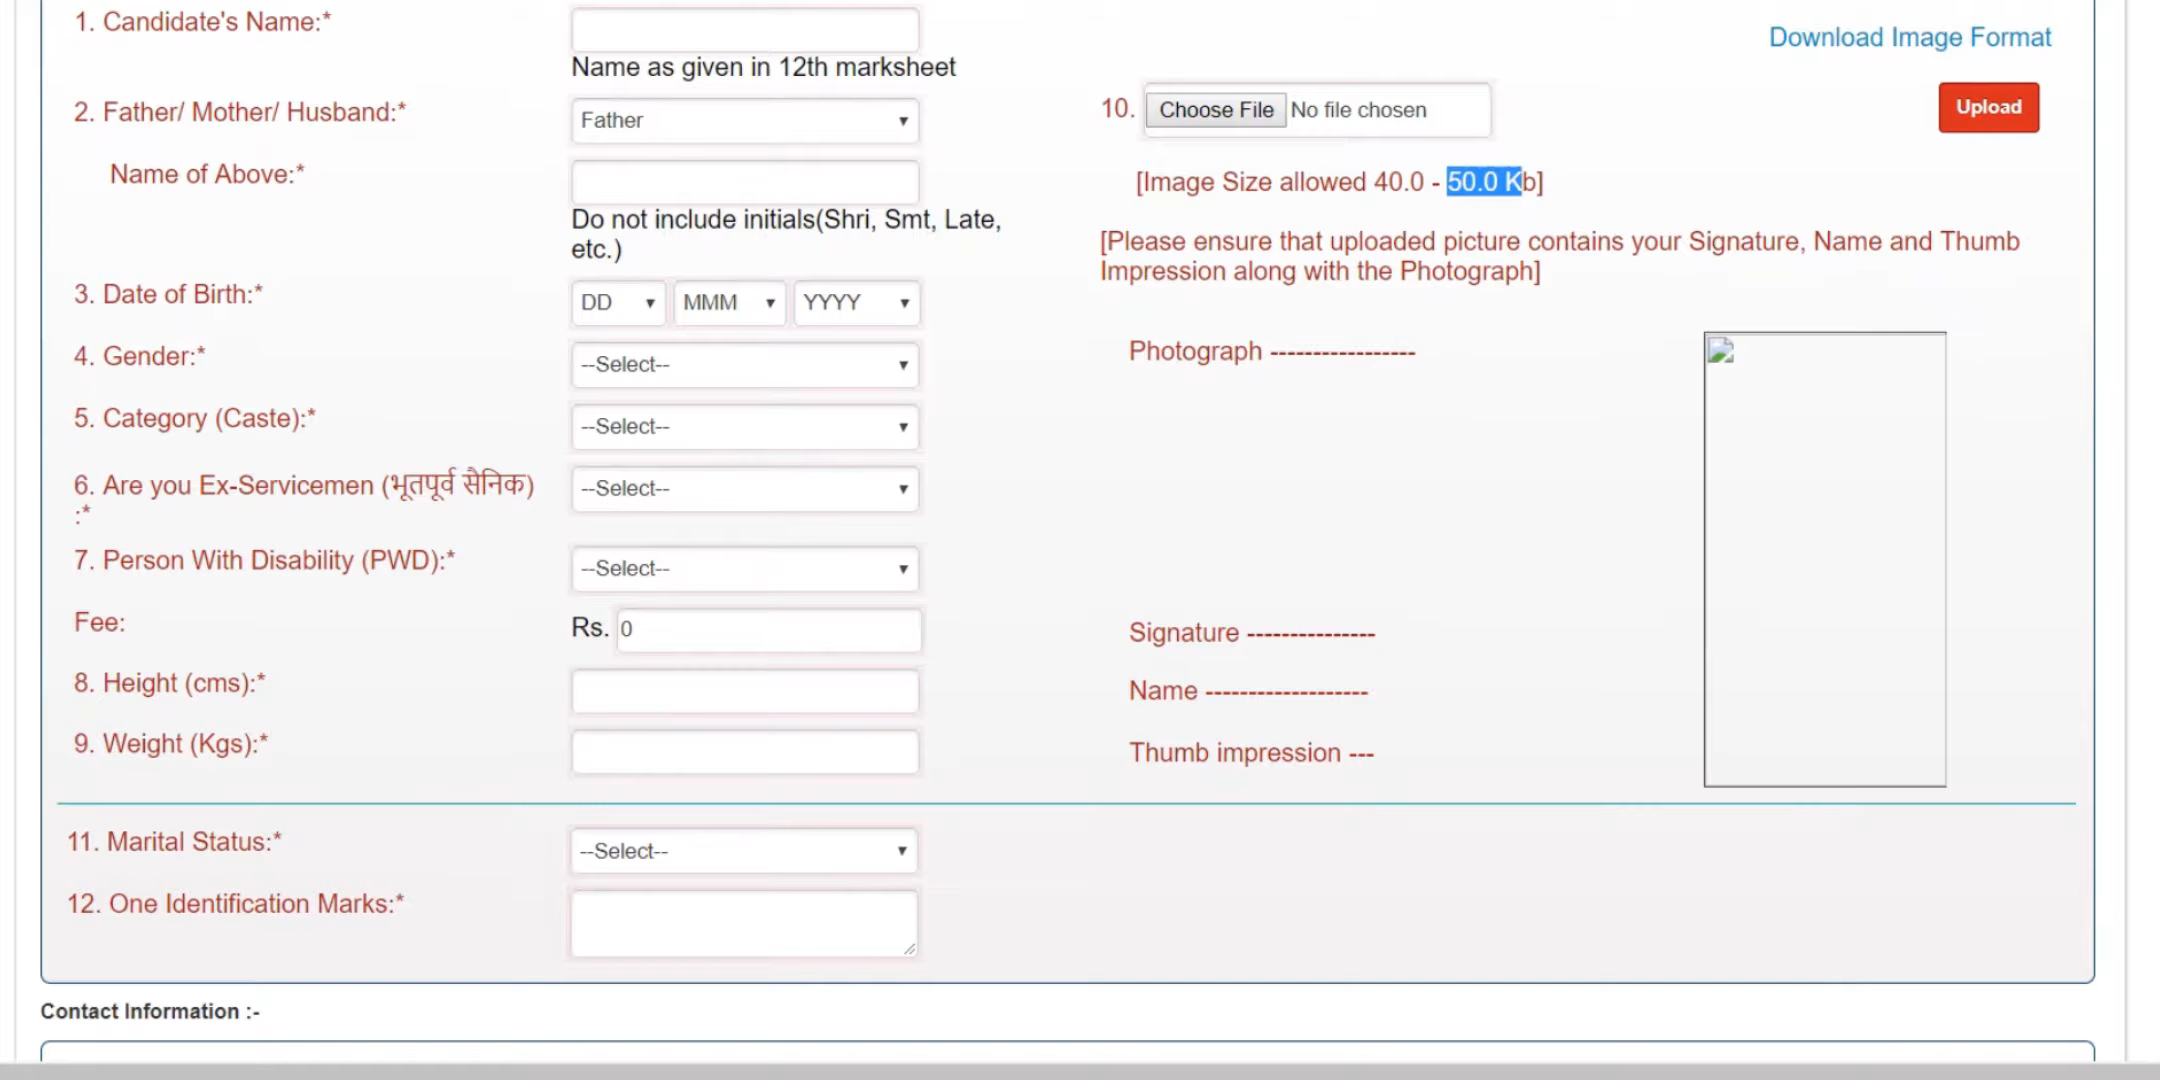 1. Candidate's Name:*
Name as given in 12th marksheet
2. Father/ Mother/ Husband:*
Father
Name of Above:*
Do not include initials(Shri, Smt, Late,
etc.)
3. Date of Birth:*
DD MMM YYYY
4. Gender:*
--Select--
5. Category (Caste):*
--Select--
6. Are you Ex-Servicemen (भूतपूर्व सैनिक)
:*
--Select--
7. Person With Disability (PWD):*
--Select--
Fee:
Rs. 0
8. Height (cms):*
9. Weight (Kgs):*
Download Image Format
10. Choose File No file chosen
Upload
[Image Size allowed 40.0 - 50.0 Kb]
[Please ensure that uploaded picture contains your Signature, Name and Thumb
Impression along with the Photograph]
Photograph -----------------
Signature ---------------
Name -------------------
Thumb impression ---
11. Marital Status:*
--Select--
12. One Identification Marks:*
Contact Information :-